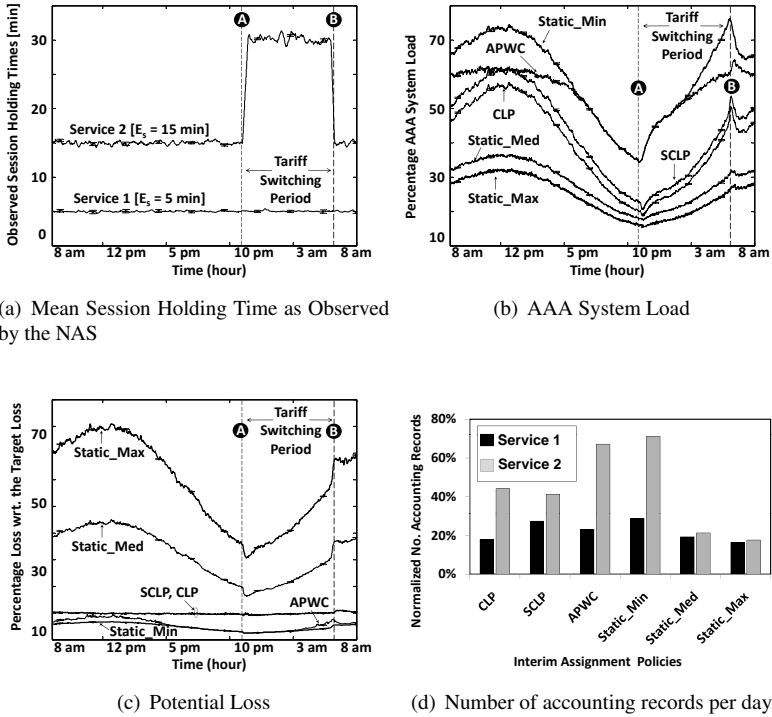 Observed Session Holding Times [min]
30
20
10
0
A
B
Service 2 [Es = 15 min]
Tariff
Switching
Period
Service 1 [Es = 5 min]
8 am
12 pm
5 pm
10 pm
3 am
8 am
Time (hour)
(a) Mean Session Holding Time as Observed
by the NAS
Percentage AAA System Load
70
50
30
10
Static_Min
APWC
Tariff
Switching
Period
A
B
CLP
Static_Med
SCLP
Static_Max
8 am
12 pm
5 pm
10 pm
3 am
8 am
Time (hour)
(b) AAA System Load
Percentage Loss wrt. the Target Loss
70
50
30
10
Tariff
Switching
Period
A
B
Static_Max
Static_Med
SCLP, CLP
APWC
Static_Min
8 am
12 pm
5 pm
10 pm
3 am
8 am
Time (hour)
(c) Potential Loss
Normalized No. Accounting Records
80%
60%
40%
20%
0%
Service 1
Service 2
CLP
SCLP
APWC
Static_Min
Static_Med
Static_Max
Interim Assignment Policies
(d) Number of accounting records per day